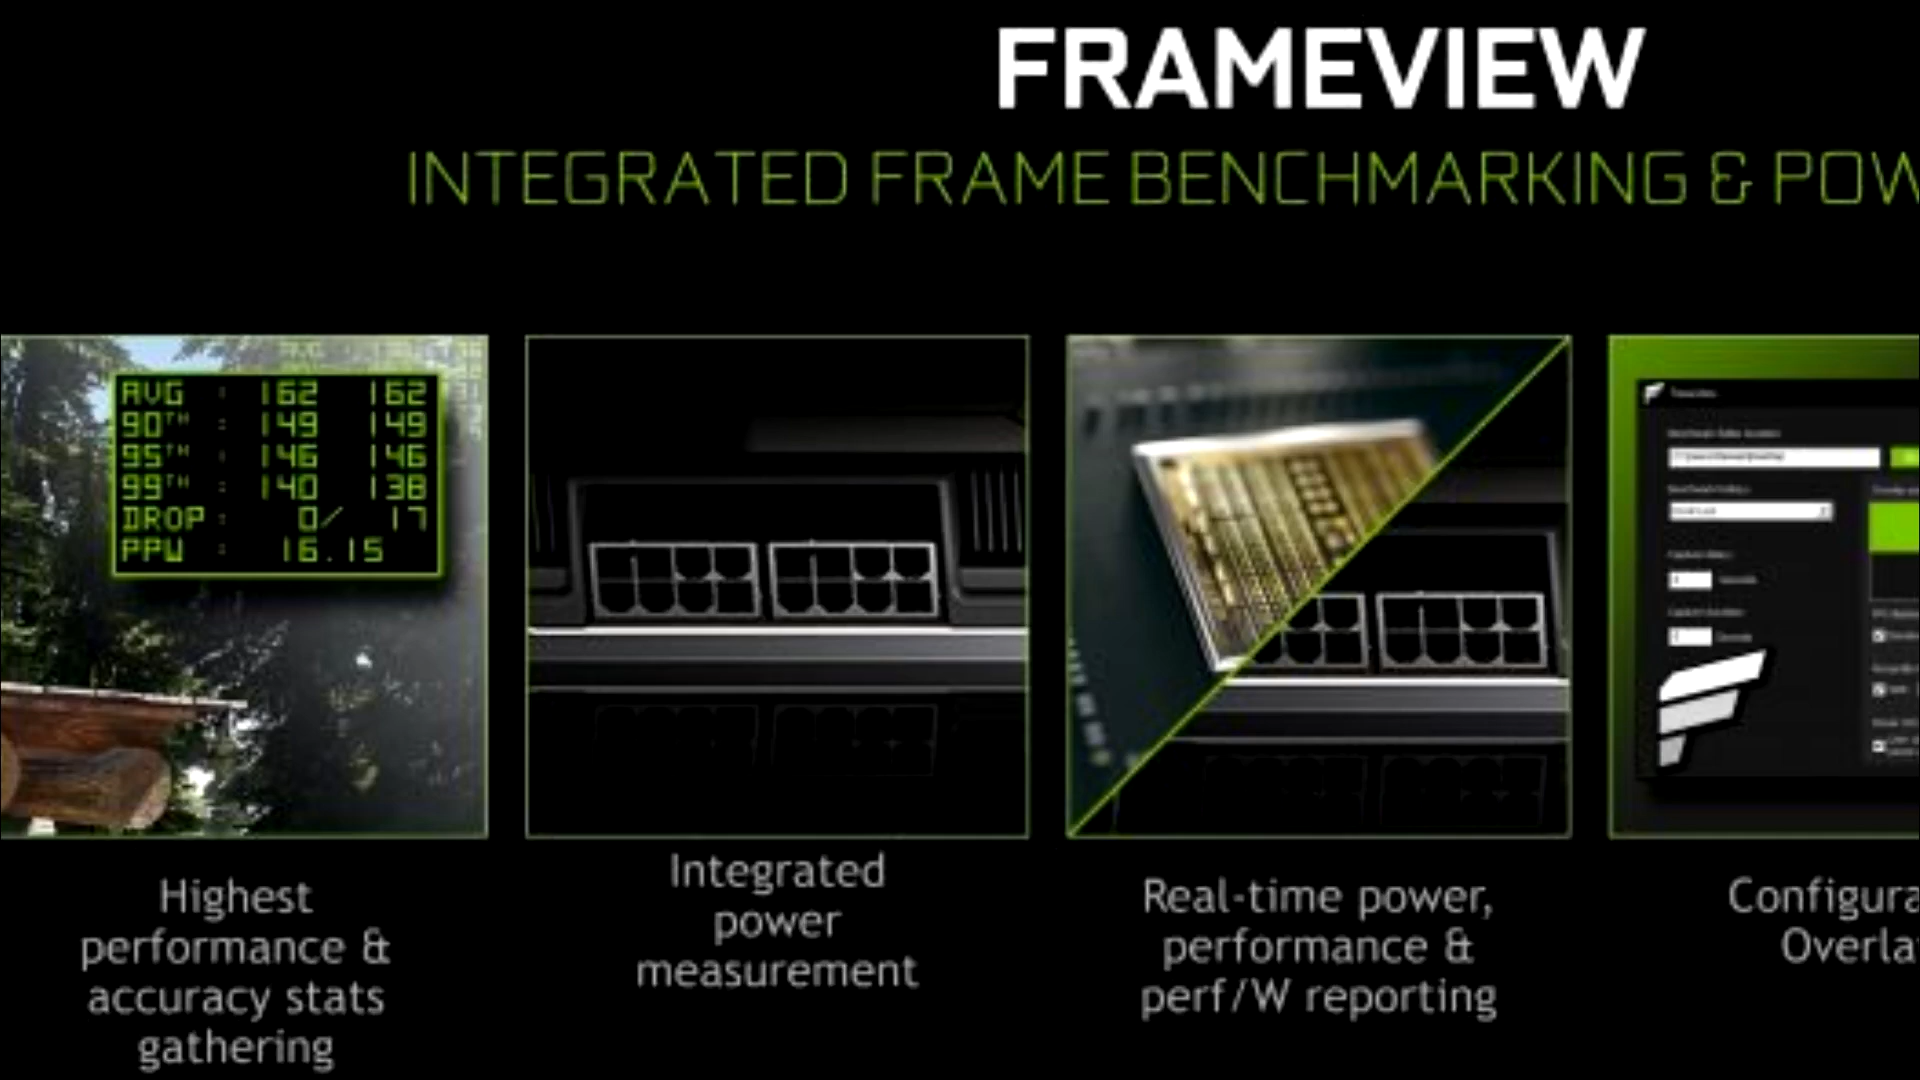 FRAMEVIEW
INTEGRATED FRAME BENCHMARKING & POW
AVG : 162 162
90TH : 149 149
95TH : 146 146
99TH : 140 138
DROP : 0/ 17
PPW : 16.15
Highest
performance &
accuracy stats
gathering
Integrated
power
measurement
Real-time power,
performance &
perf/W reporting
Configura
Overla